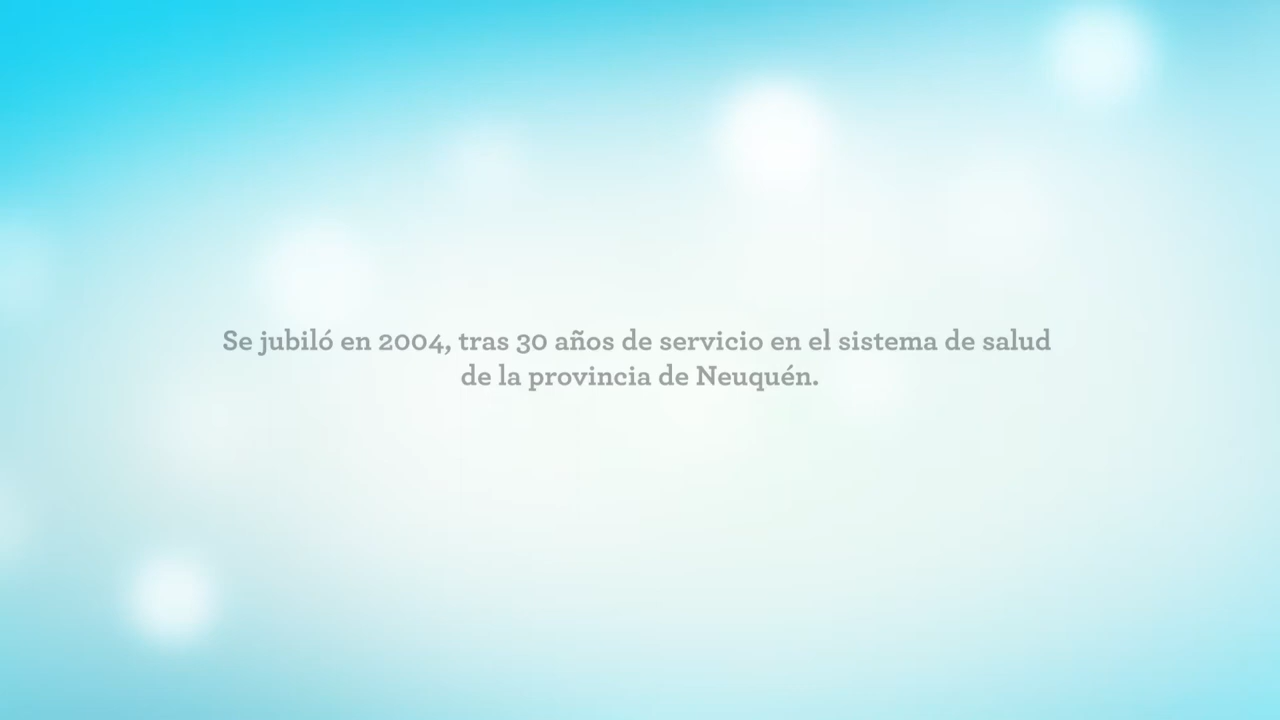 Se jubiló en 2004, tras 30 años de servicio en el sistema de salud
de la provincia de Neuquén.